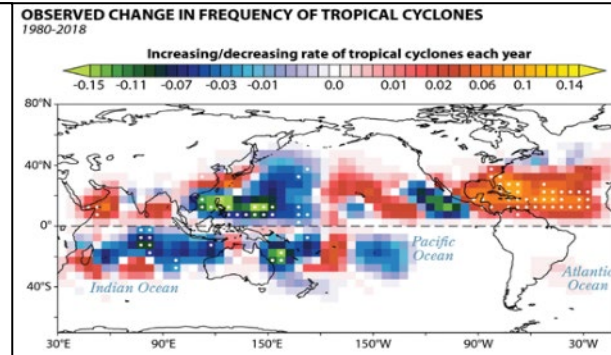 OBSERVED CHANGE IN FREQUENCY OF TROPICAL CYCLONES
1980-2018
Increasing/decreasing rate of tropical cyclones each year
-0.15 -0.11 -0.07 -0.03 -0.01 0.0 0.01 0.02 0.06 0.1 0.14
80°N
40°N
0°
Pacific
Ocean
Atlantic
Ocean
Indian Ocean
40°S
30°E 90°E 150°E 150°W 90°W 30°W